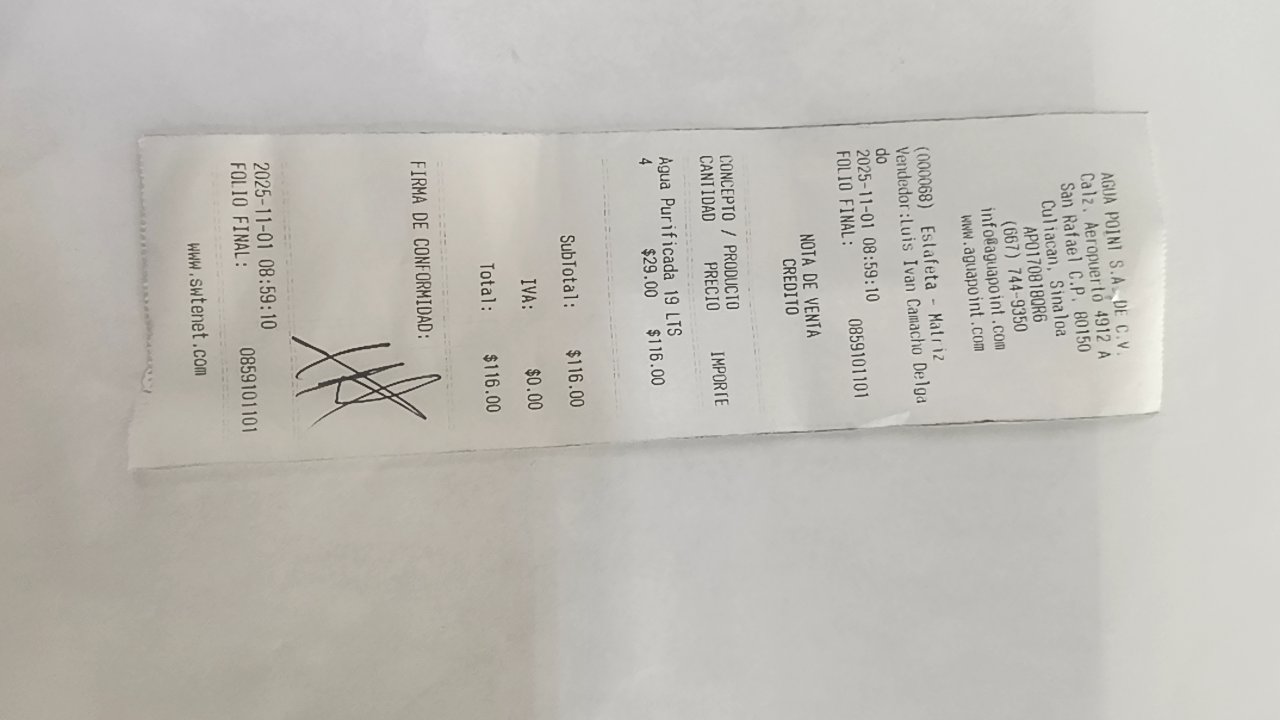 AGUA POINT S.A. DE C.V.
Calz. Aeropuerto 4912 A
San Rafael C.P. 80150
Culiacan, Sinaloa
APO170818QR6
(667) 744-9350
info@aguapoint.com
www.aguapoint.com
(000068) Estafeta - Matriz
Vendedor:Luis Ivan Camacho Delga
do
2025-11-01 08:59:10
FOLIO FINAL: 0859101101
NOTA DE VENTA
CREDITO
CONCEPTO / PRODUCTO
CANTIDAD PRECIO IMPORTE
Agua Purificada 19 LTS
4 $29.00 $116.00
SubTotal: $116.00
IVA: $0.00
Total: $116.00
FIRMA DE CONFORMIDAD:
2025-11-01 08:59:10
FOLIO FINAL: 0859101101
www.swtenet.com